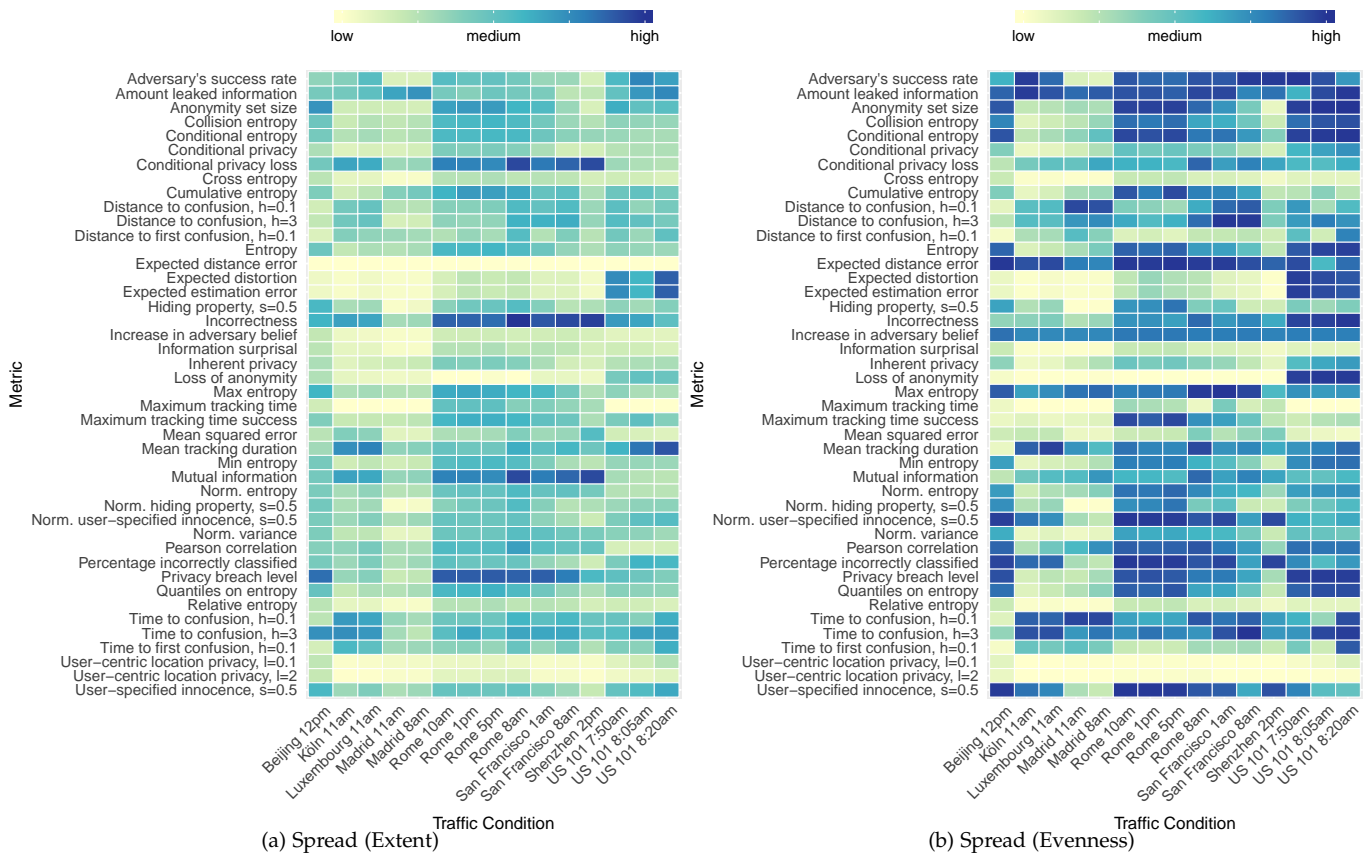 low medium high
Metric
Adversary's success rate
Amount leaked information
Anonymity set size
Collision entropy
Conditional entropy
Conditional privacy
Conditional privacy loss
Cross entropy
Cumulative entropy
Distance to confusion, h=0.1
Distance to confusion, h=3
Distance to first confusion, h=0.1
Entropy
Expected distance error
Expected distortion
Expected estimation error
Hiding property, s=0.5
Incorrectness
Increase in adversary belief
Information surprisal
Inherent privacy
Loss of anonymity
Max entropy
Maximum tracking time
Maximum tracking time success
Mean squared error
Mean tracking duration
Min entropy
Mutual information
Norm. entropy
Norm. hiding property, s=0.5
Norm. user−specified innocence, s=0.5
Norm. variance
Pearson correlation
Percentage incorrectly classified
Privacy breach level
Quantiles on entropy
Relative entropy
Time to confusion, h=0.1
Time to confusion, h=3
Time to first confusion, h=0.1
User−centric location privacy, l=0.1
User−centric location privacy, l=2
User−specified innocence, s=0.5
Beijing 12pm
Köln 11am
Luxembourg 11am
Madrid 11am
Madrid 8am
Rome 10am
Rome 1pm
Rome 5pm
Rome 8am
San Francisco 1am
San Francisco 8am
Shenzhen 2pm
US 101 7:50am
US 101 8:05am
US 101 8:20am
Traffic Condition
(a) Spread (Extent)
low medium high
Metric
Adversary's success rate
Amount leaked information
Anonymity set size
Collision entropy
Conditional entropy
Conditional privacy
Conditional privacy loss
Cross entropy
Cumulative entropy
Distance to confusion, h=0.1
Distance to confusion, h=3
Distance to first confusion, h=0.1
Entropy
Expected distance error
Expected distortion
Expected estimation error
Hiding property, s=0.5
Incorrectness
Increase in adversary belief
Information surprisal
Inherent privacy
Loss of anonymity
Max entropy
Maximum tracking time
Maximum tracking time success
Mean squared error
Mean tracking duration
Min entropy
Mutual information
Norm. entropy
Norm. hiding property, s=0.5
Norm. user−specified innocence, s=0.5
Norm. variance
Pearson correlation
Percentage incorrectly classified
Privacy breach level
Quantiles on entropy
Relative entropy
Time to confusion, h=0.1
Time to confusion, h=3
Time to first confusion, h=0.1
User−centric location privacy, l=0.1
User−centric location privacy, l=2
User−specified innocence, s=0.5
Beijing 12pm
Köln 11am
Luxembourg 11am
Madrid 11am
Madrid 8am
Rome 10am
Rome 1pm
Rome 5pm
Rome 8am
San Francisco 1am
San Francisco 8am
Shenzhen 2pm
US 101 7:50am
US 101 8:05am
US 101 8:20am
Traffic Condition
(b) Spread (Evenness)